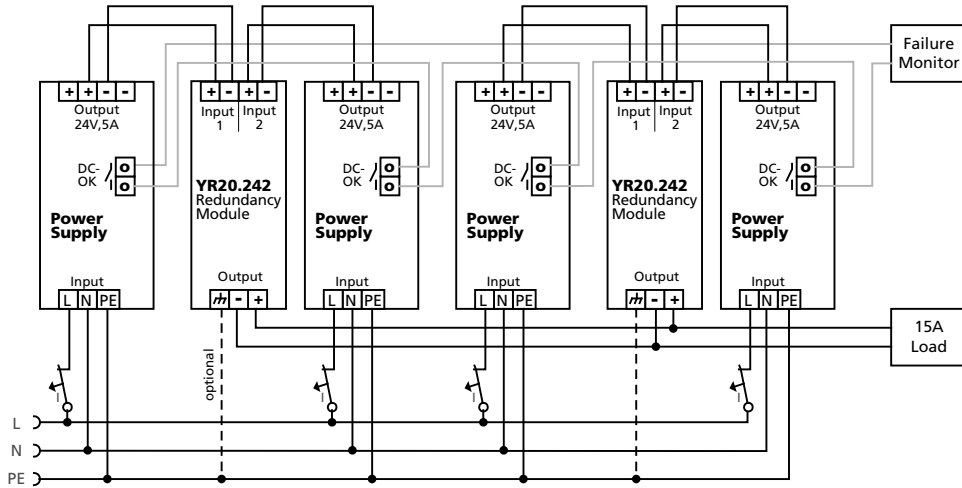 Failure
Monitor
+ + - -
Output
24V,5A
DC-
OK
Power
Supply
Input
L N PE
+ - + -
Input
1
Input
2
YR20.242
Redundancy
Module
Output
- +
optional
+ + - -
Output
24V,5A
DC-
OK
Power
Supply
Input
L N PE
+ + - -
Output
24V,5A
DC-
OK
Power
Supply
Input
L N PE
+ - + -
Input
1
Input
2
YR20.242
Redundancy
Module
Output
- +
+ + - -
Output
24V,5A
DC-
OK
Power
Supply
Input
L N PE
15A
Load
L
N
PE